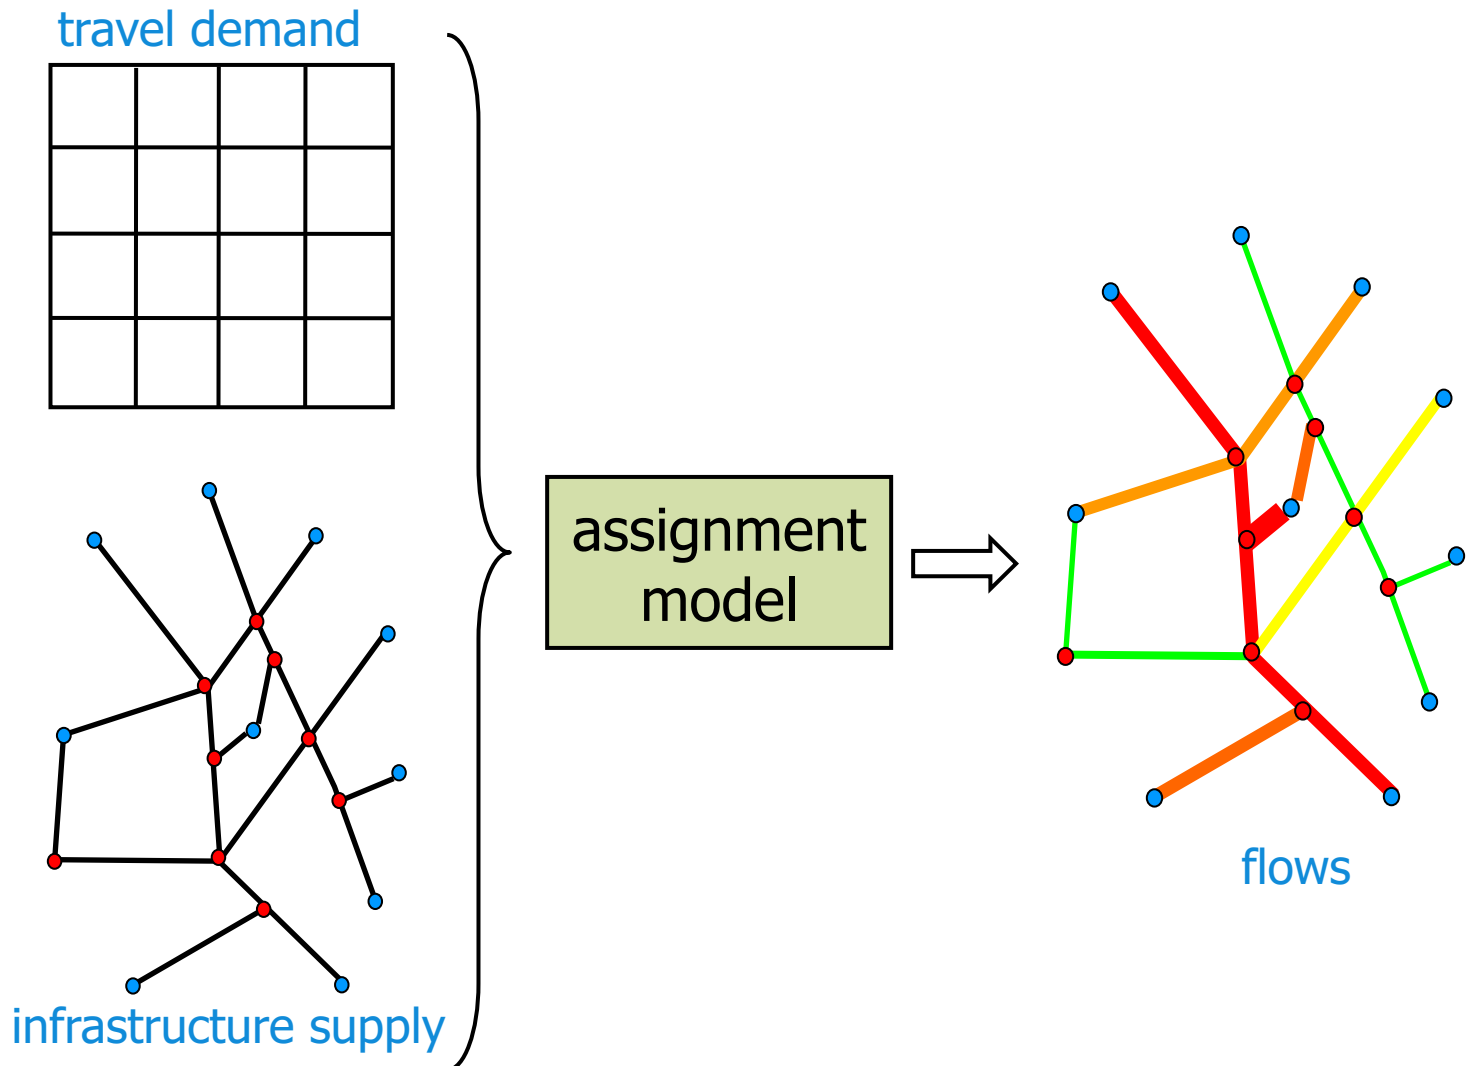 travel demand
infrastructure supply
assignment
model
flows